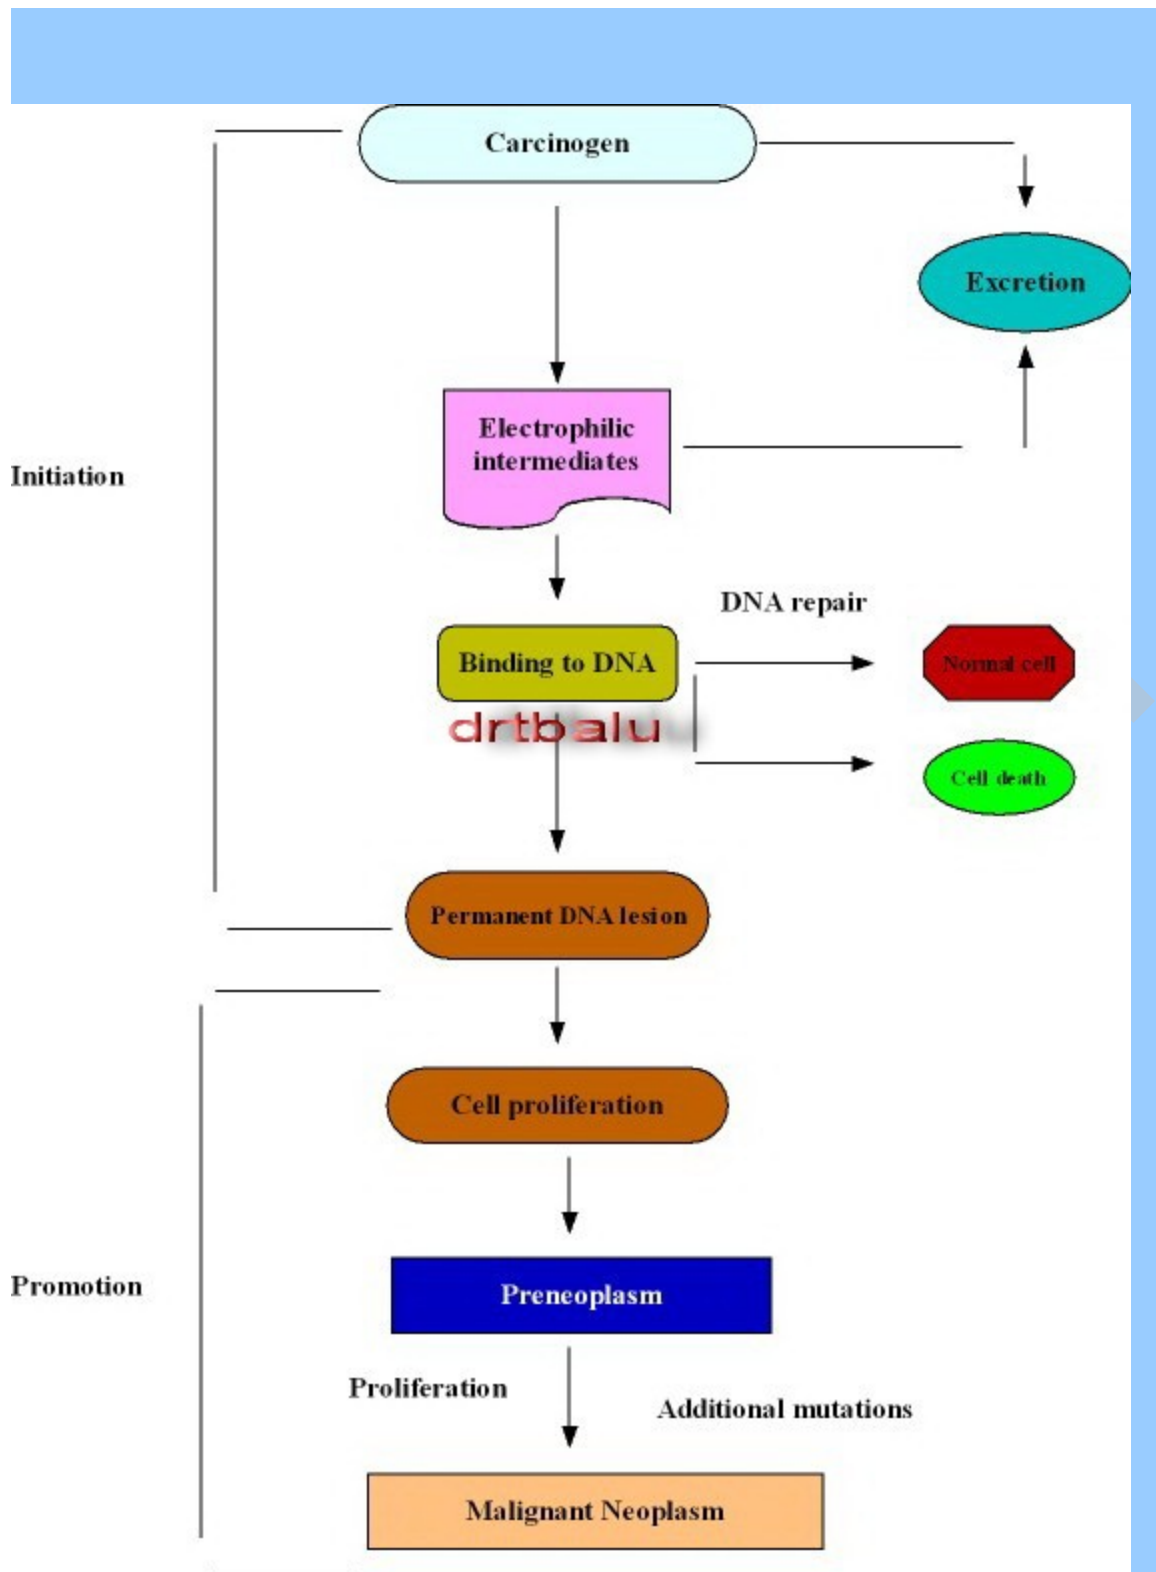 Carcinogen
Excretion
Electrophilic
intermediates
Initiation
DNA repair
Binding to DNA
Normal cell
drtbalu
Cell death
Permanent DNA lesion
Cell proliferation
Promotion
Preneoplasm
Proliferation
Additional mutations
Malignant Neoplasm